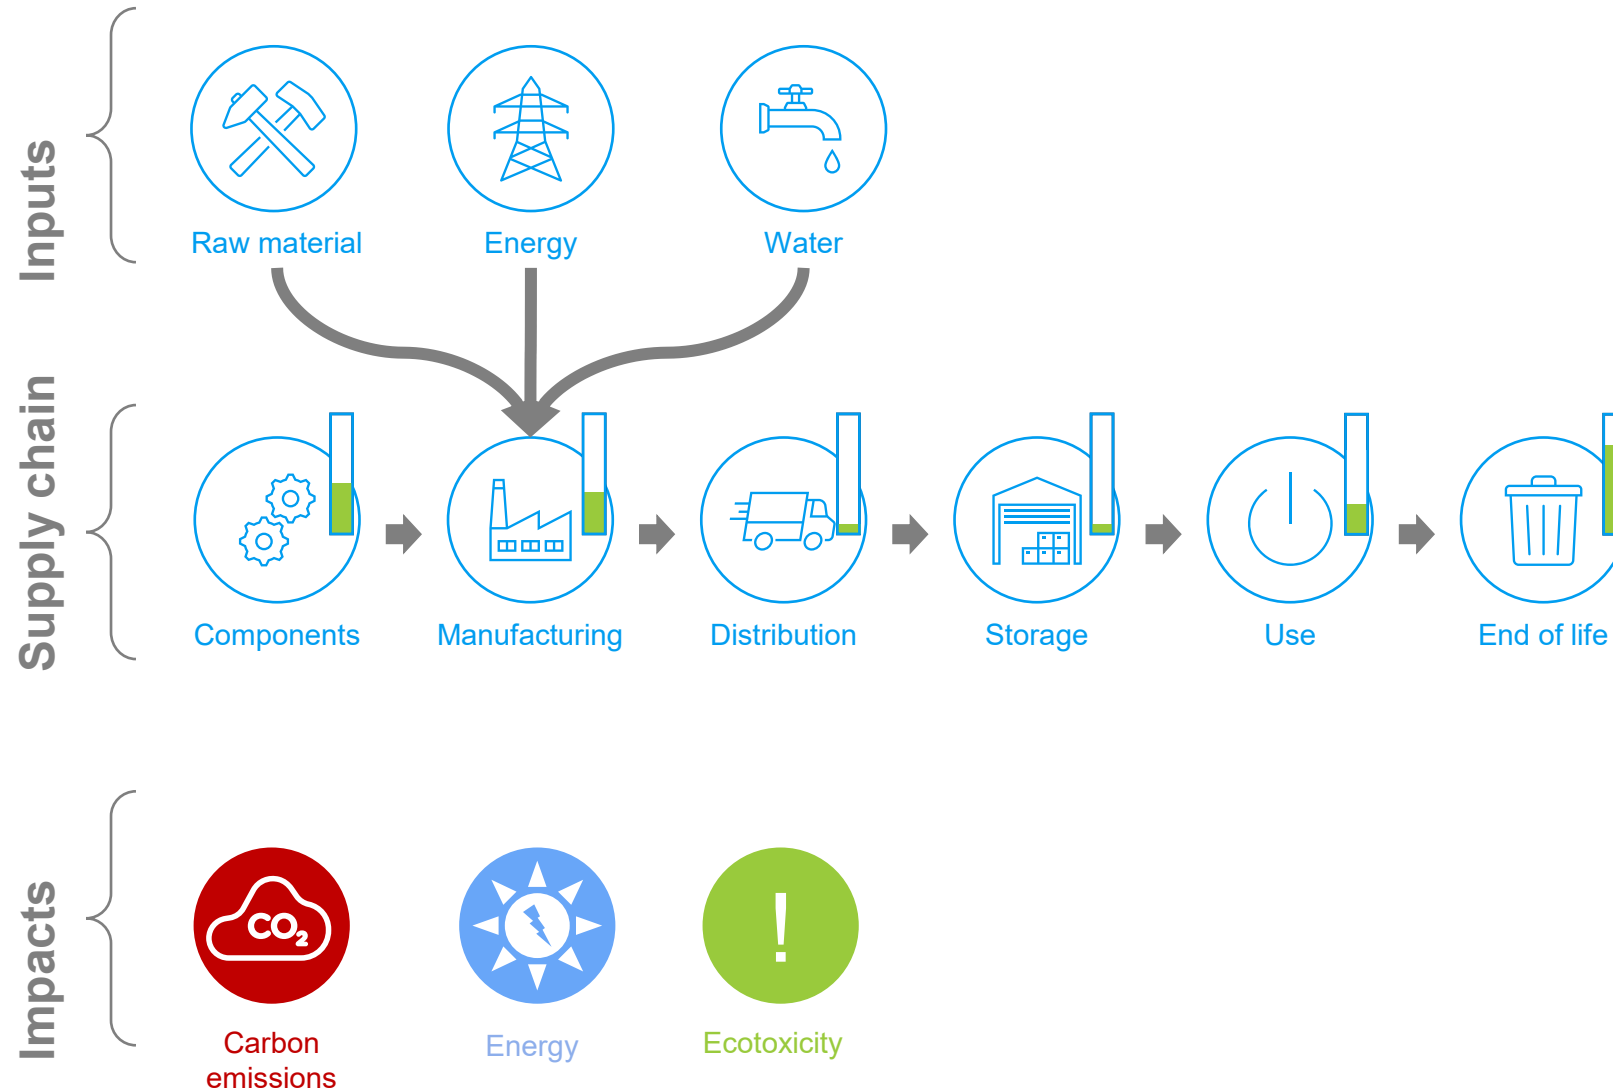 Inputs
Raw material
Energy
Water
Supply chain
Components
Manufacturing
Distribution
Storage
Use
End of life
Impacts
CO2
!
Carbon
emissions
Energy
Ecotoxicity